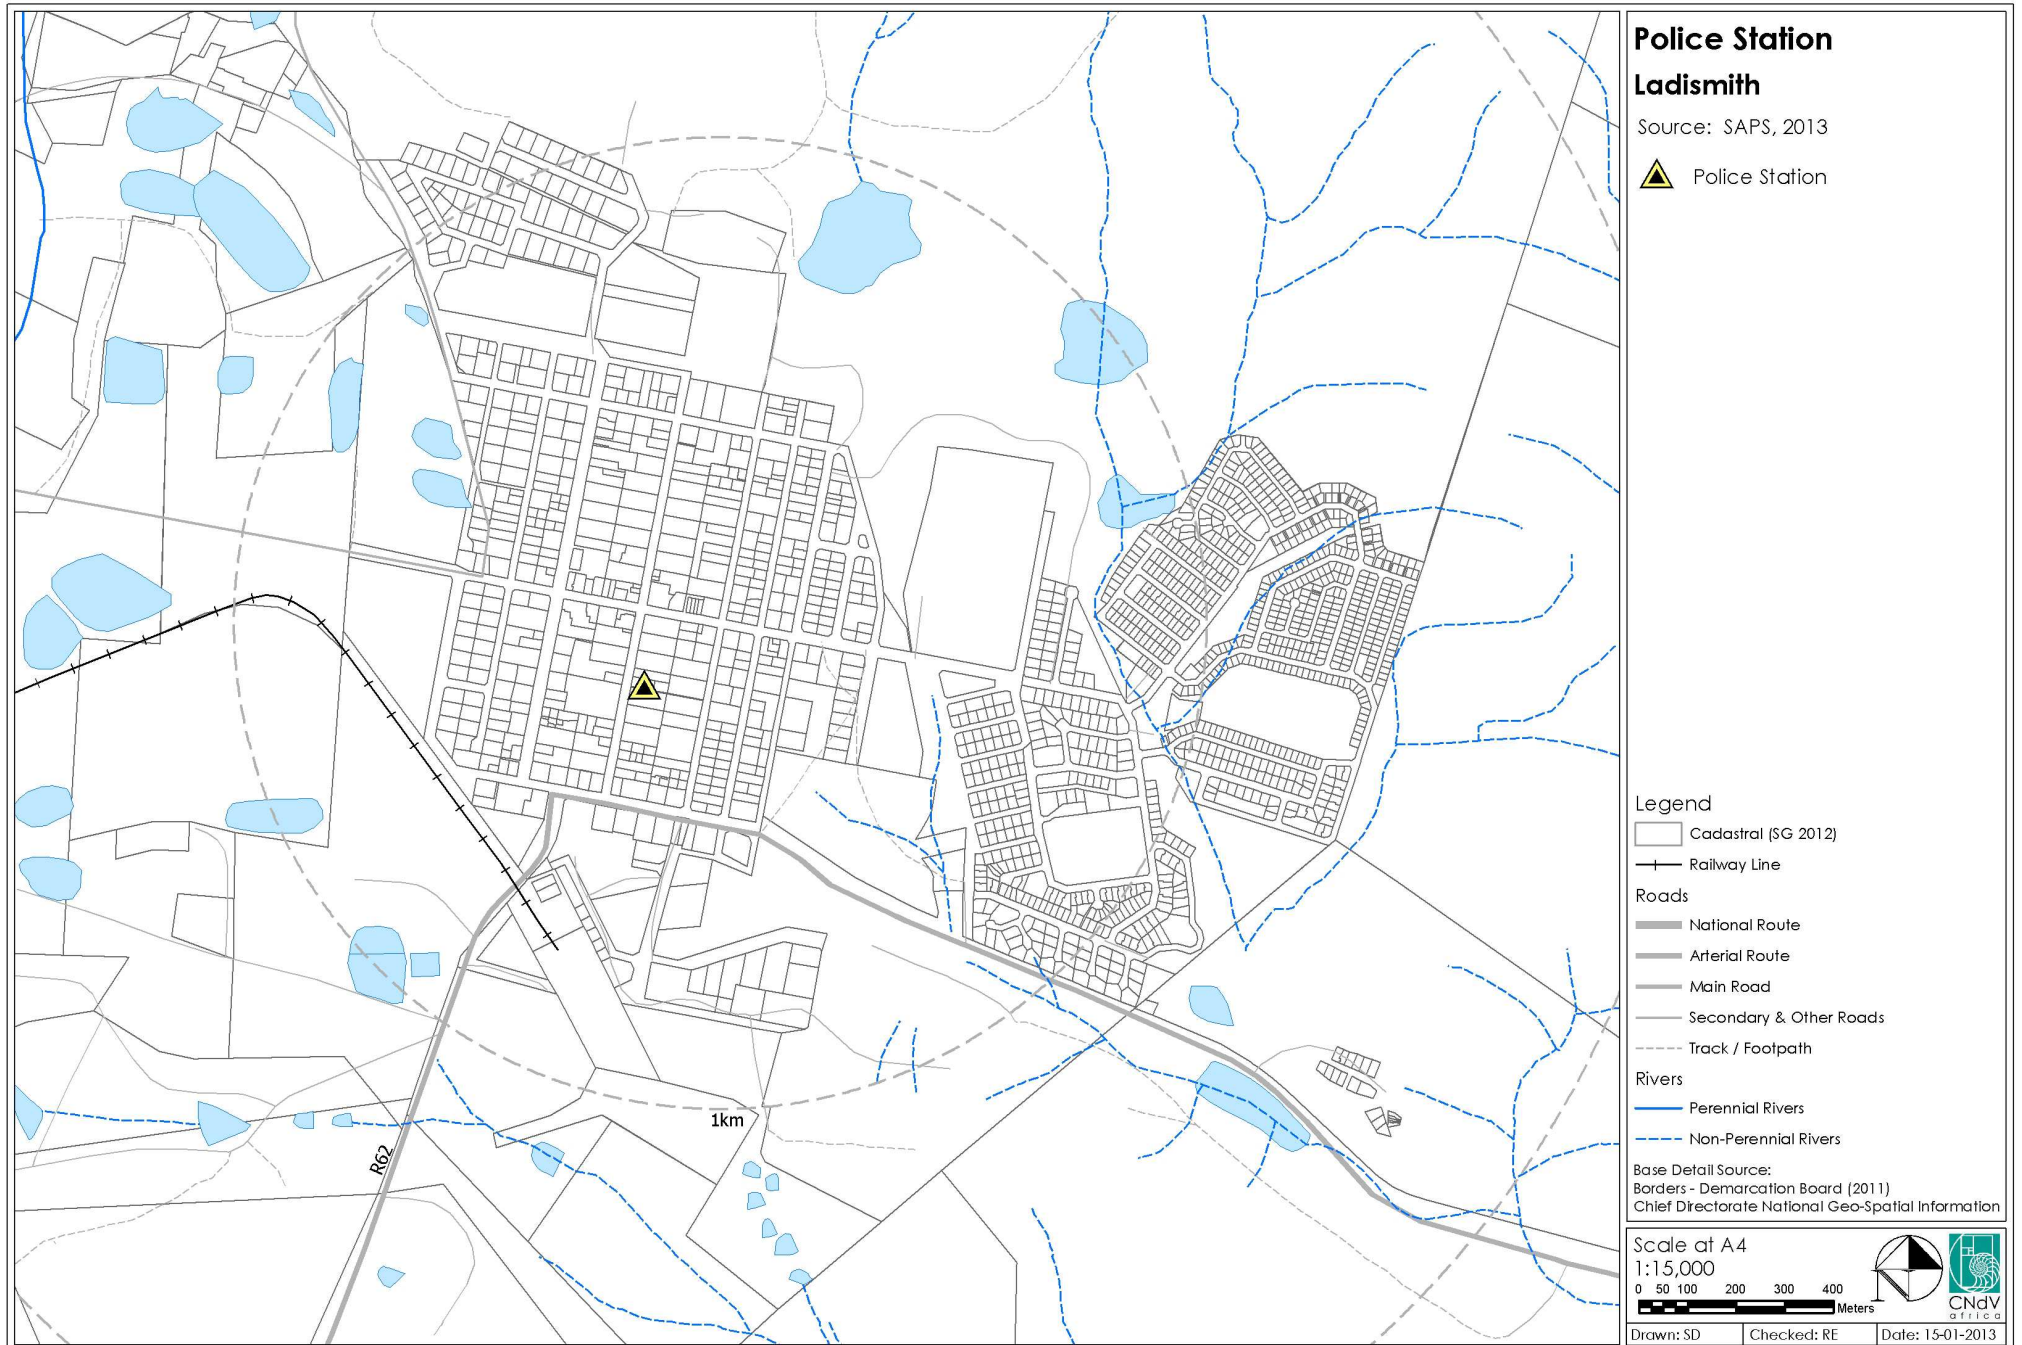 Police Station
Ladismith
Source: SAPS, 2013
Police Station
1km
R62
Legend
Cadastral (SG 2012)
Railway Line
Roads
National Route
Arterial Route
Main Road
Secondary & Other Roads
Track / Footpath
Rivers
Perennial Rivers
Non-Perennial Rivers
Base Detail Source:
Borders - Demarcation Board (2011)
Chief Directorate National Geo-Spatial Information
Scale at A4
1:15,000
0 50 100 200 300 400
Meters
CNdV
africa
Drawn: SD
Checked: RE
Date: 15-01-2013